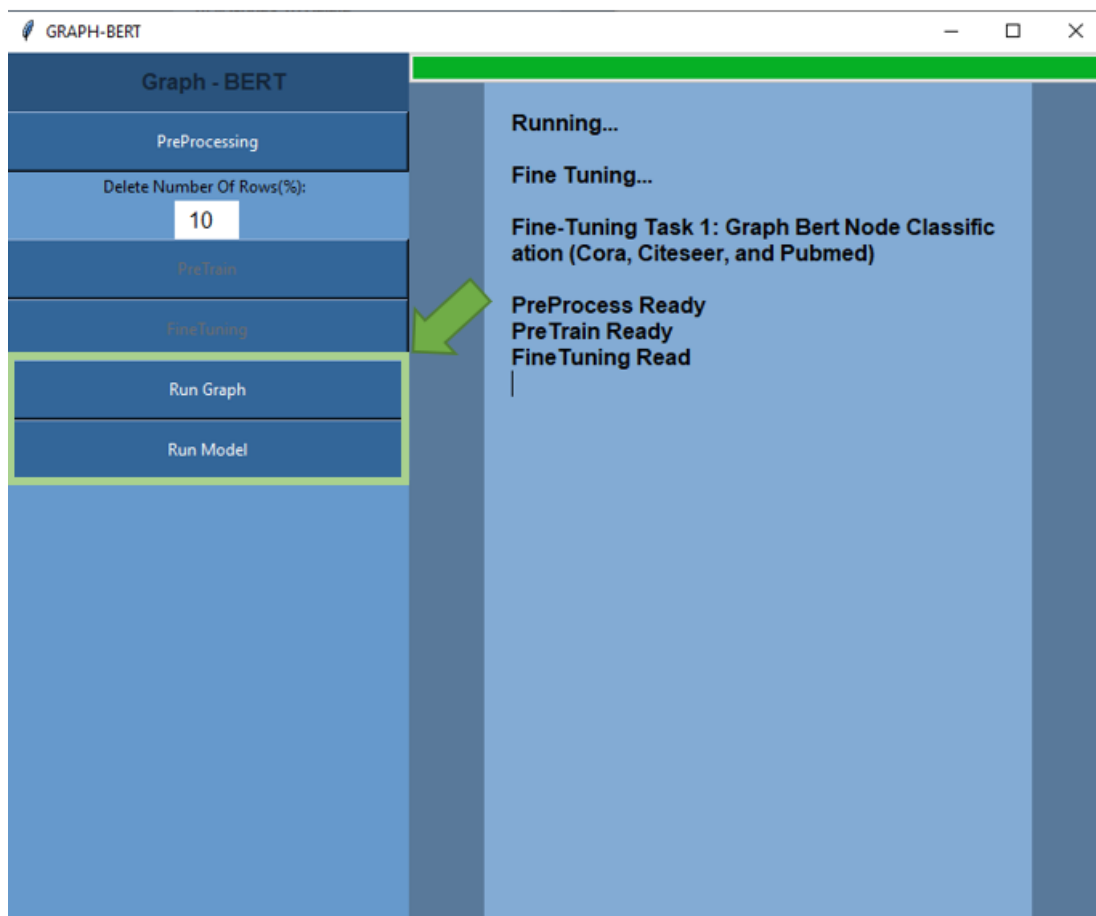 GRAPH-BERT
Graph - BERT
PreProcessing
Delete Number Of Rows(%):
10
PreTrain
FineTuning
Run Graph
Run Model
Running...
Fine Tuning...
Fine-Tuning Task 1: Graph Bert Node Classific
ation (Cora, Citeseer, and Pubmed)
PreProcess Ready
PreTrain Ready
FineTuning Read